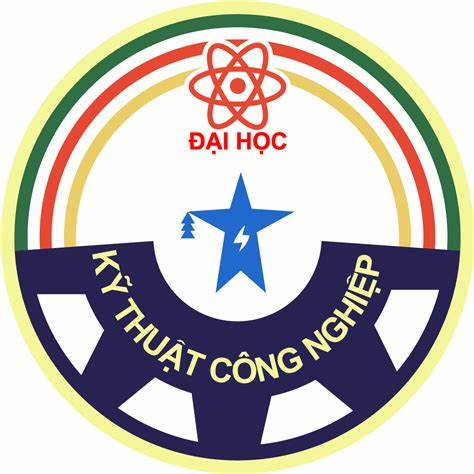 ĐẠI HỌC
KỸ THUẬT CÔNG NGHIỆP